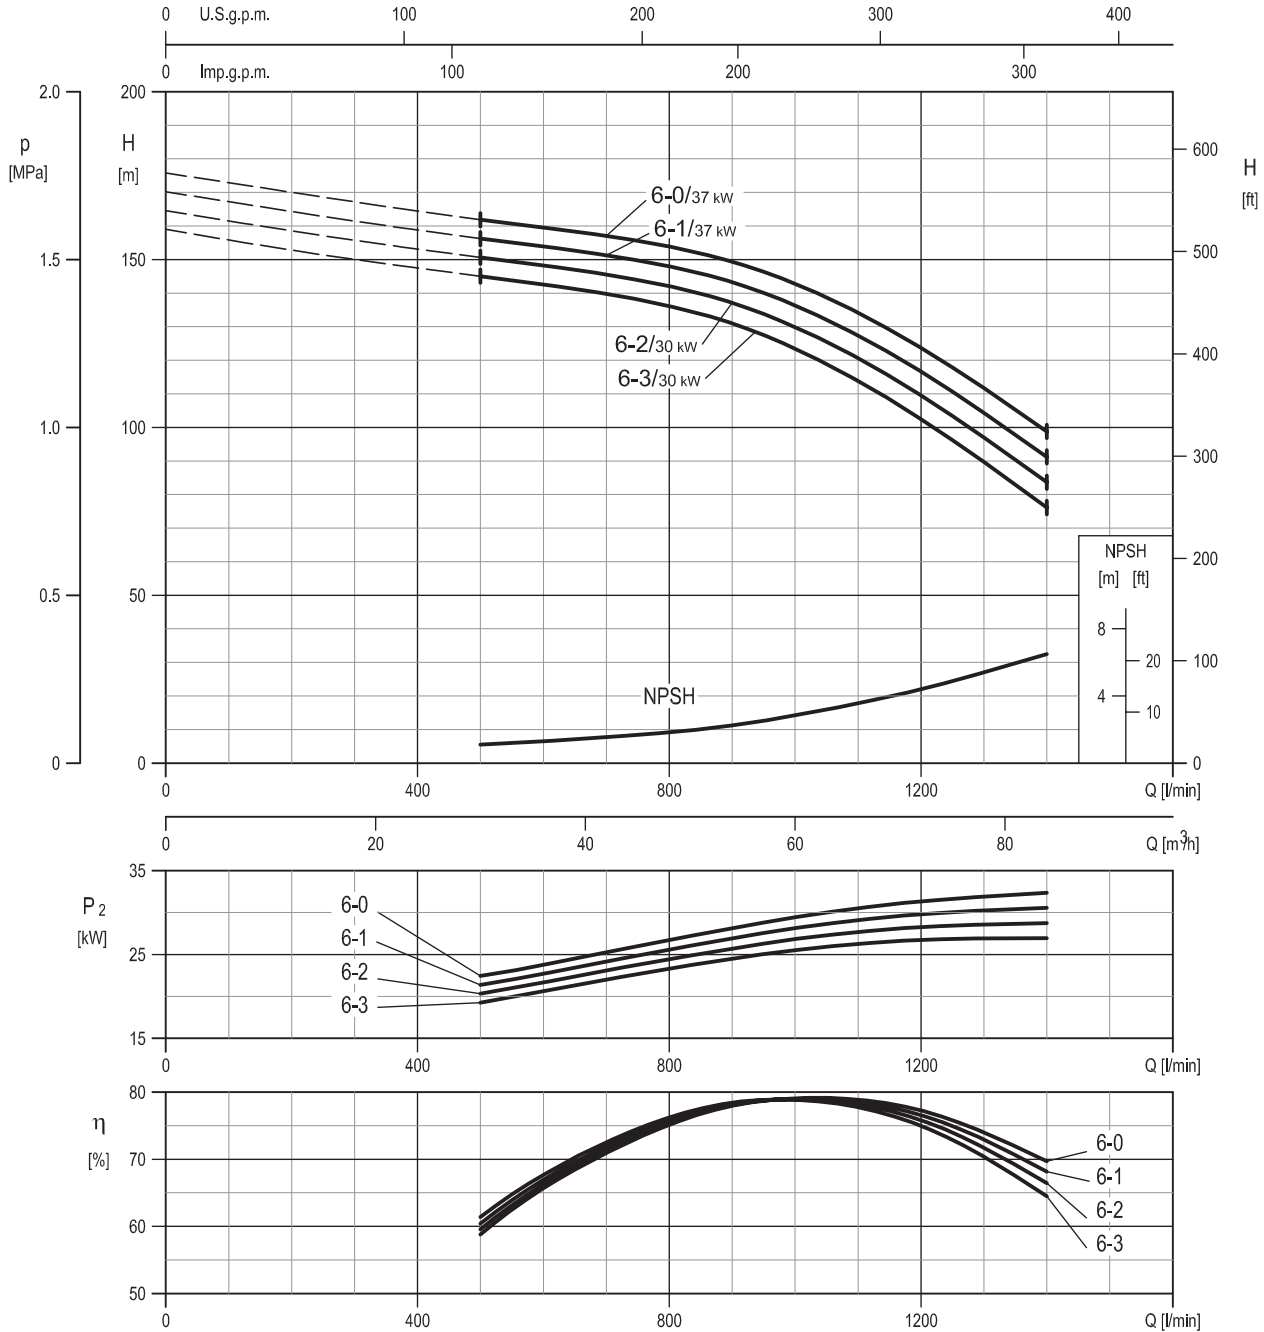 0 U.S.g.p.m. 100 200 300 400
0 Imp.g.p.m. 100 200 300
2.0 200
p H
[MPa] [m]
600
H
[ft]
6-0/37 kW
6-1/37 kW
500
1.5 150
6-2/30 kW
400
6-3/30 kW
1.0 100
300
NPSH
200
[m] [ft]
0.5 50
8
20 100
NPSH
4
10
0 0 0
0 400 800 1200 Q [l/min]
0 20 40 60 80 Q [m³/h]
35
P2
[kW]
6-0
6-1
25
6-2
6-3
15
0 400 800 1200 Q [l/min]
80
η
[%]
6-0
70
6-1
6-2
60
6-3
50
0 400 800 1200 Q [l/min]